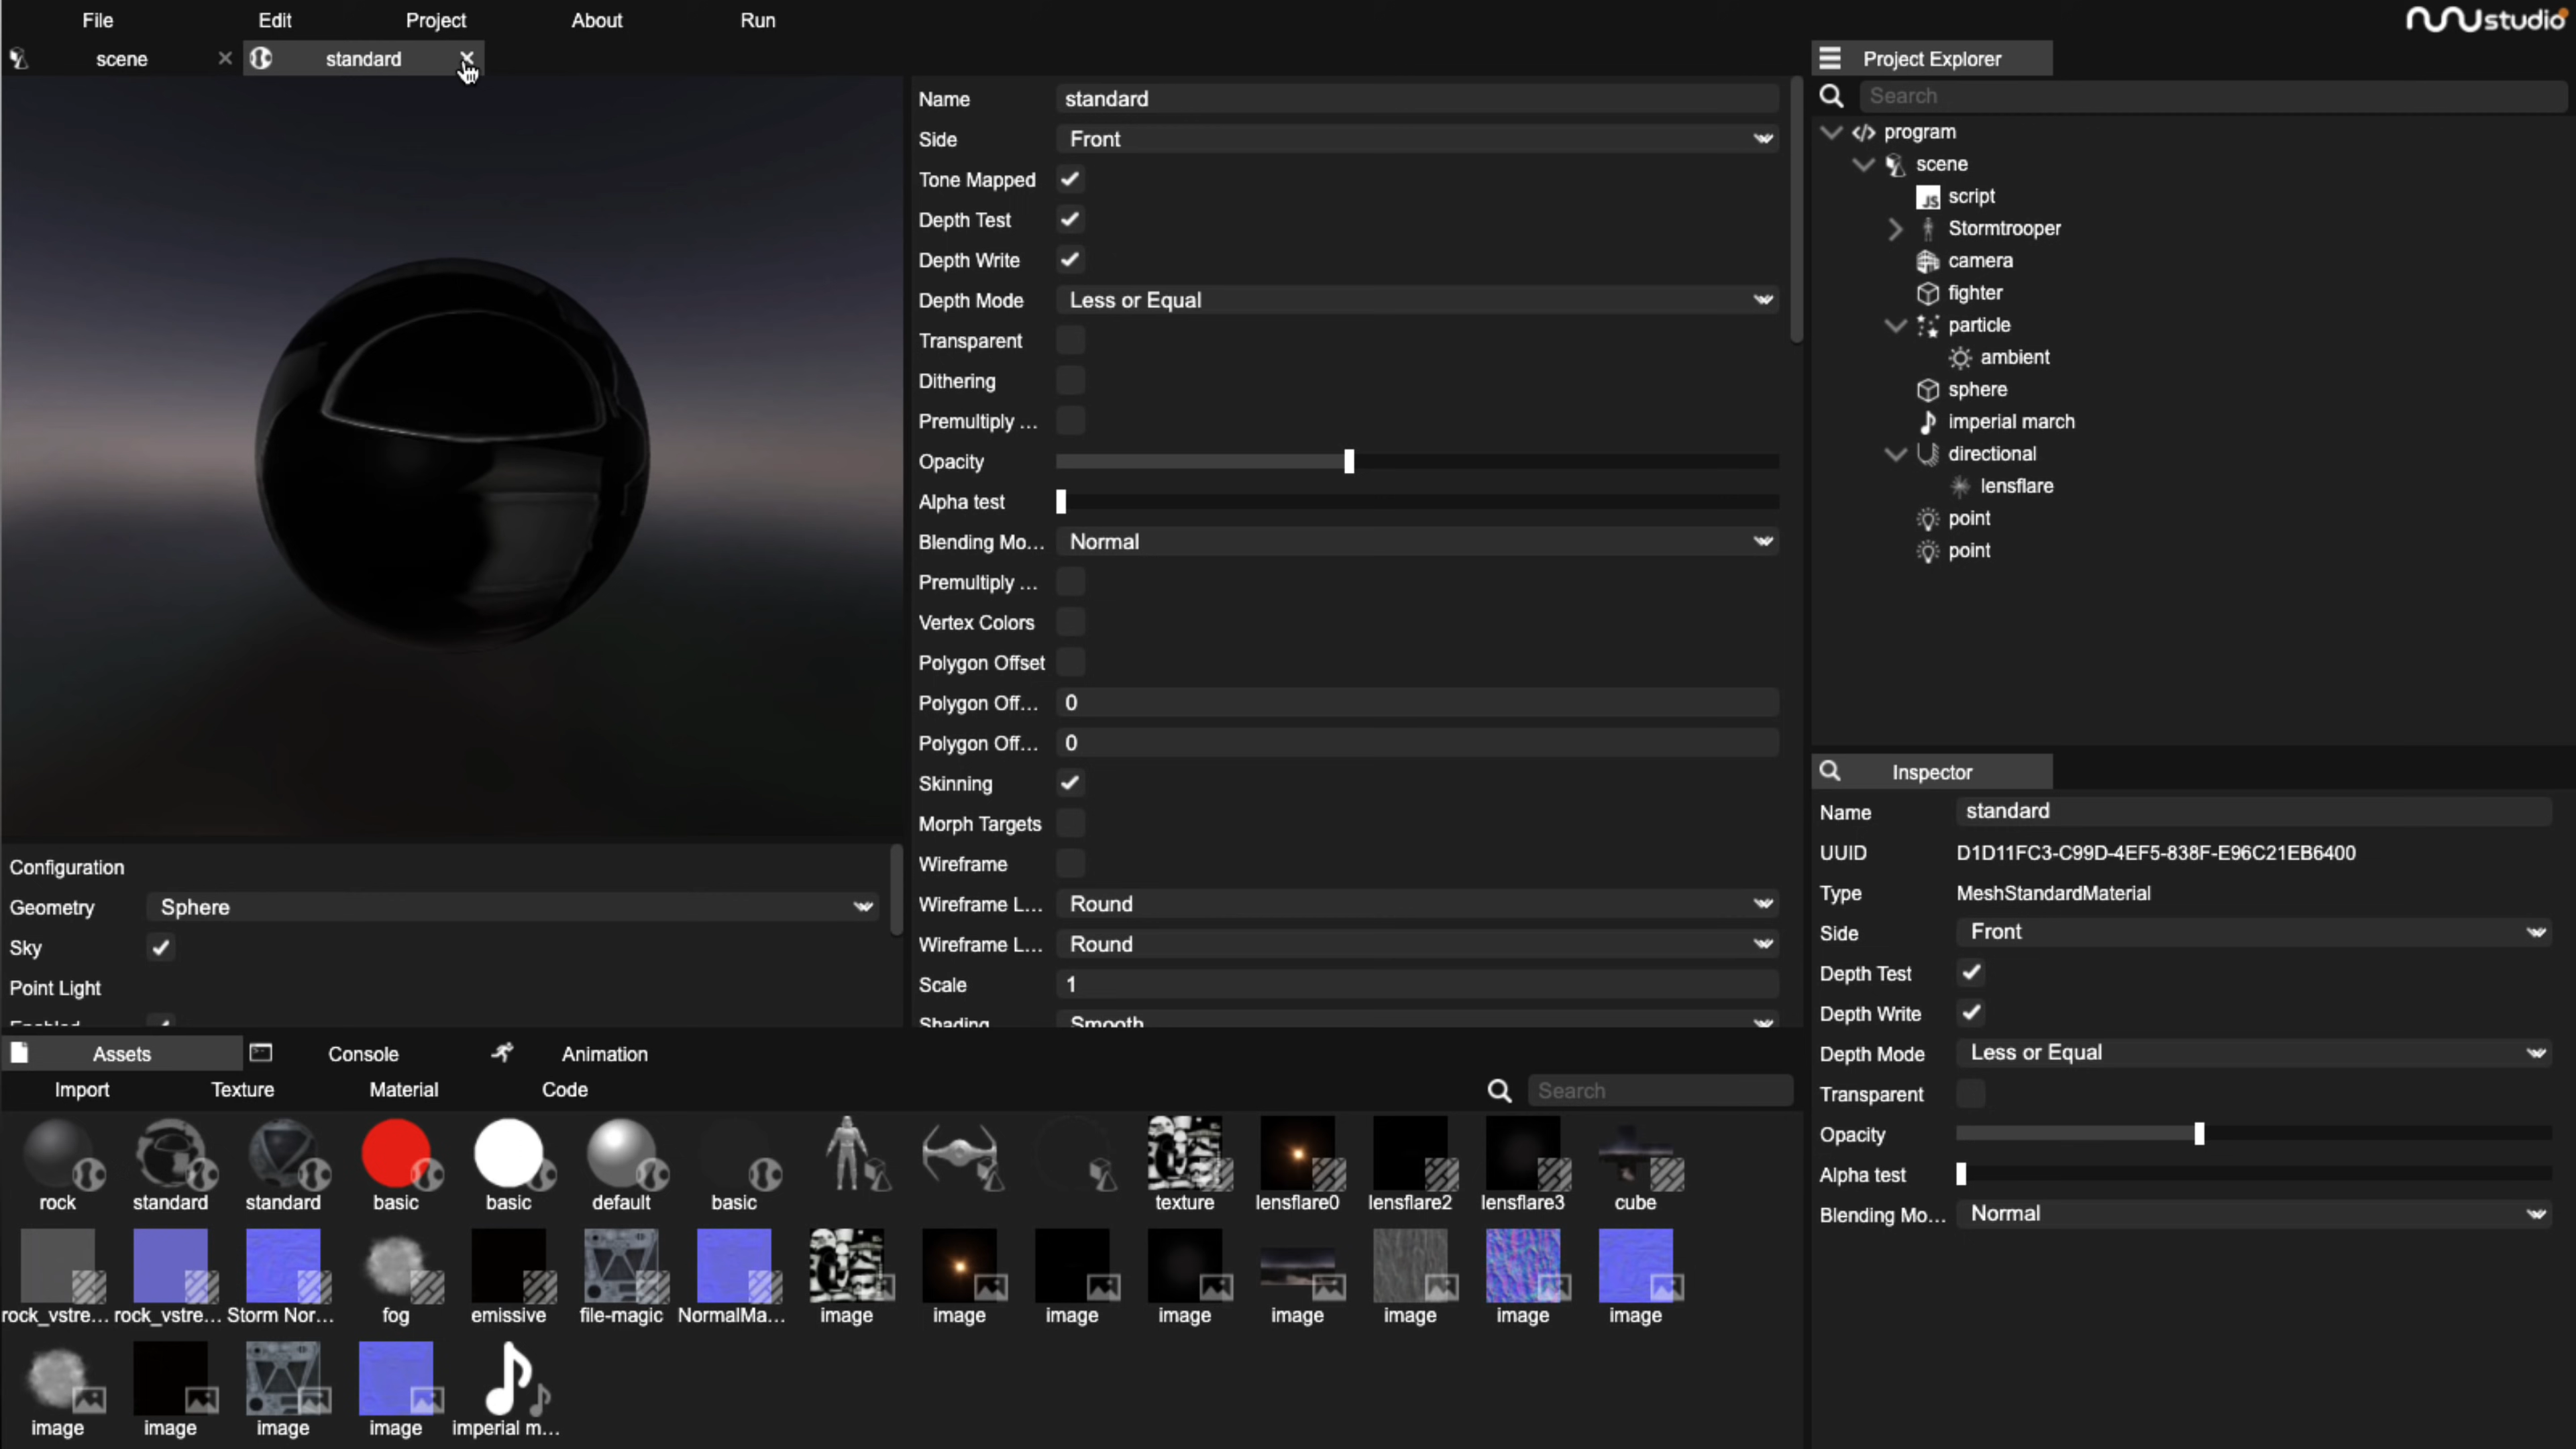 File Edit Project About Run
nunustudio
scene standard
Project Explorer
Search
Name standard
Side Front
Tone Mapped
Depth Test
Depth Write
Depth Mode Less or Equal
Transparent
Dithering
Premultiply ...
Opacity
Alpha test
Blending Mo... Normal
Premultiply ...
Vertex Colors
Polygon Offset
Polygon Off... 0
Polygon Off... 0
Skinning
Morph Targets
Wireframe
Wireframe L... Round
Wireframe L... Round
Scale 1
Shading Smooth
program
scene
JS script
Stormtrooper
camera
fighter
particle
ambient
sphere
imperial march
directional
lensflare
point
point
Configuration
Geometry Sphere
Sky
Point Light
Enabled
Inspector
Name standard
UUID D1D11FC3-C99D-4EF5-838F-E96C21EB6400
Type MeshStandardMaterial
Side Front
Depth Test
Depth Write
Depth Mode Less or Equal
Transparent
Opacity
Alpha test
Blending Mo... Normal
Assets Console Animation
Import Texture Material Code
Search
rock standard standard basic basic default basic texture lensflare0 lensflare2 lensflare3 cube
rock_vstre... rock_vstre... Storm Nor... fog emissive file-magic NormalMa... image image image image image image image image
image image image image imperial m...